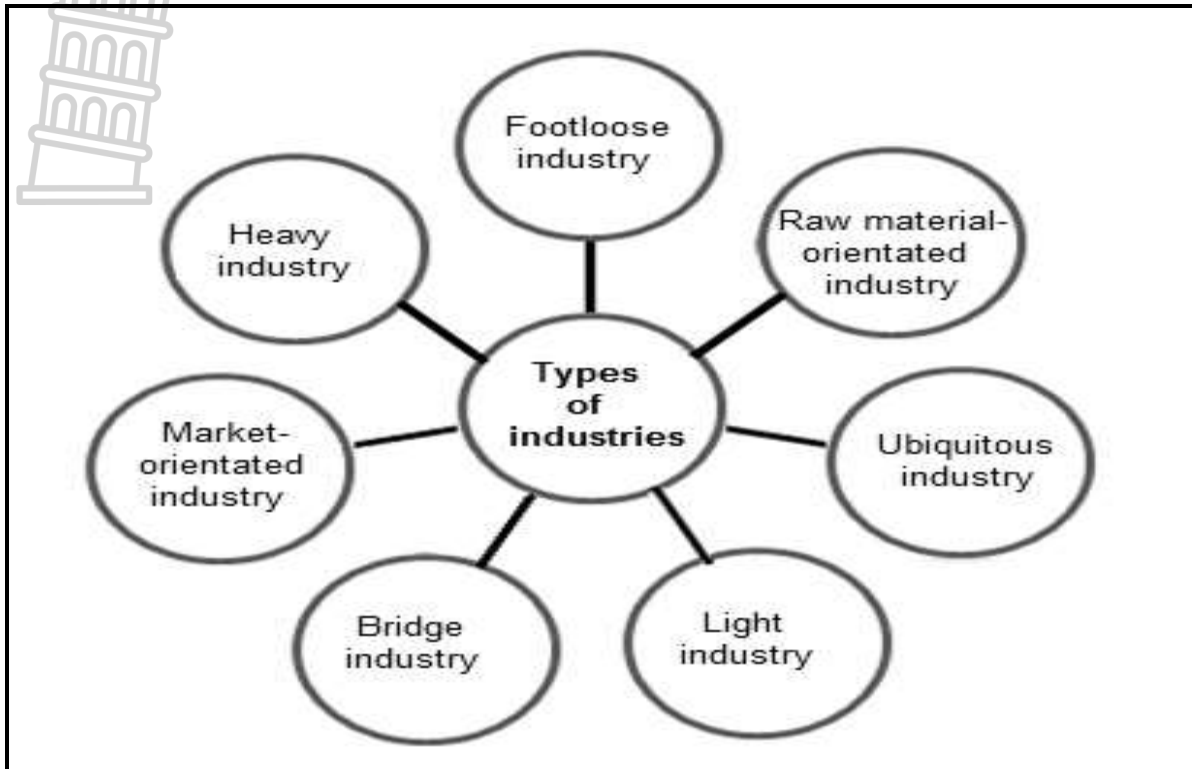 Footloose
industry
Raw material-
orientated
industry
Heavy
industry
Types
of
industries
Market-
orientated
industry
Ubiquitous
industry
Bridge
industry
Light
industry